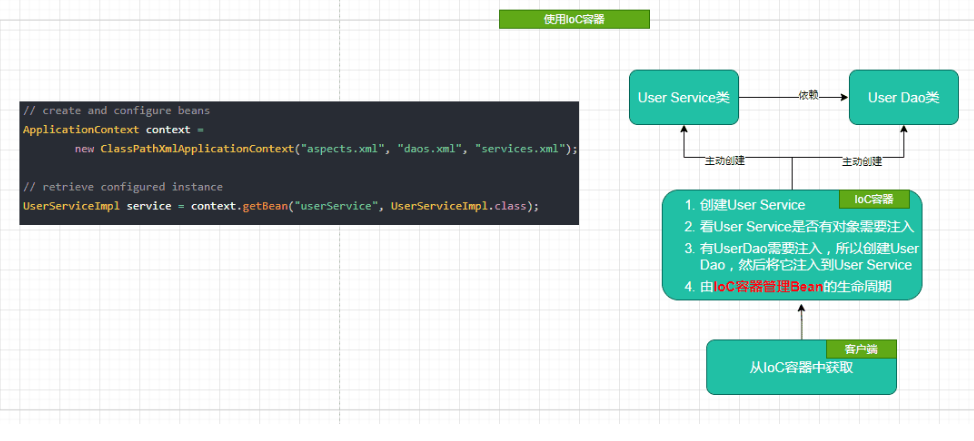 使用IoC容器
// create and configure beans
ApplicationContext context =
new ClassPathXmlApplicationContext("aspects.xml", "daos.xml", "services.xml");
// retrieve configured instance
UserServiceImpl service = context.getBean("userService", UserServiceImpl.class);
User Service类
依赖
User Dao类
主动创建
主动创建
IoC容器
1. 创建User Service
2. 看User Service是否有对象需要注入
3. 有UserDao需要注入，所以创建User
Dao，然后将它注入到User Service
4. 由IoC容器管理Bean的生命周期
客户端
从IoC容器中获取